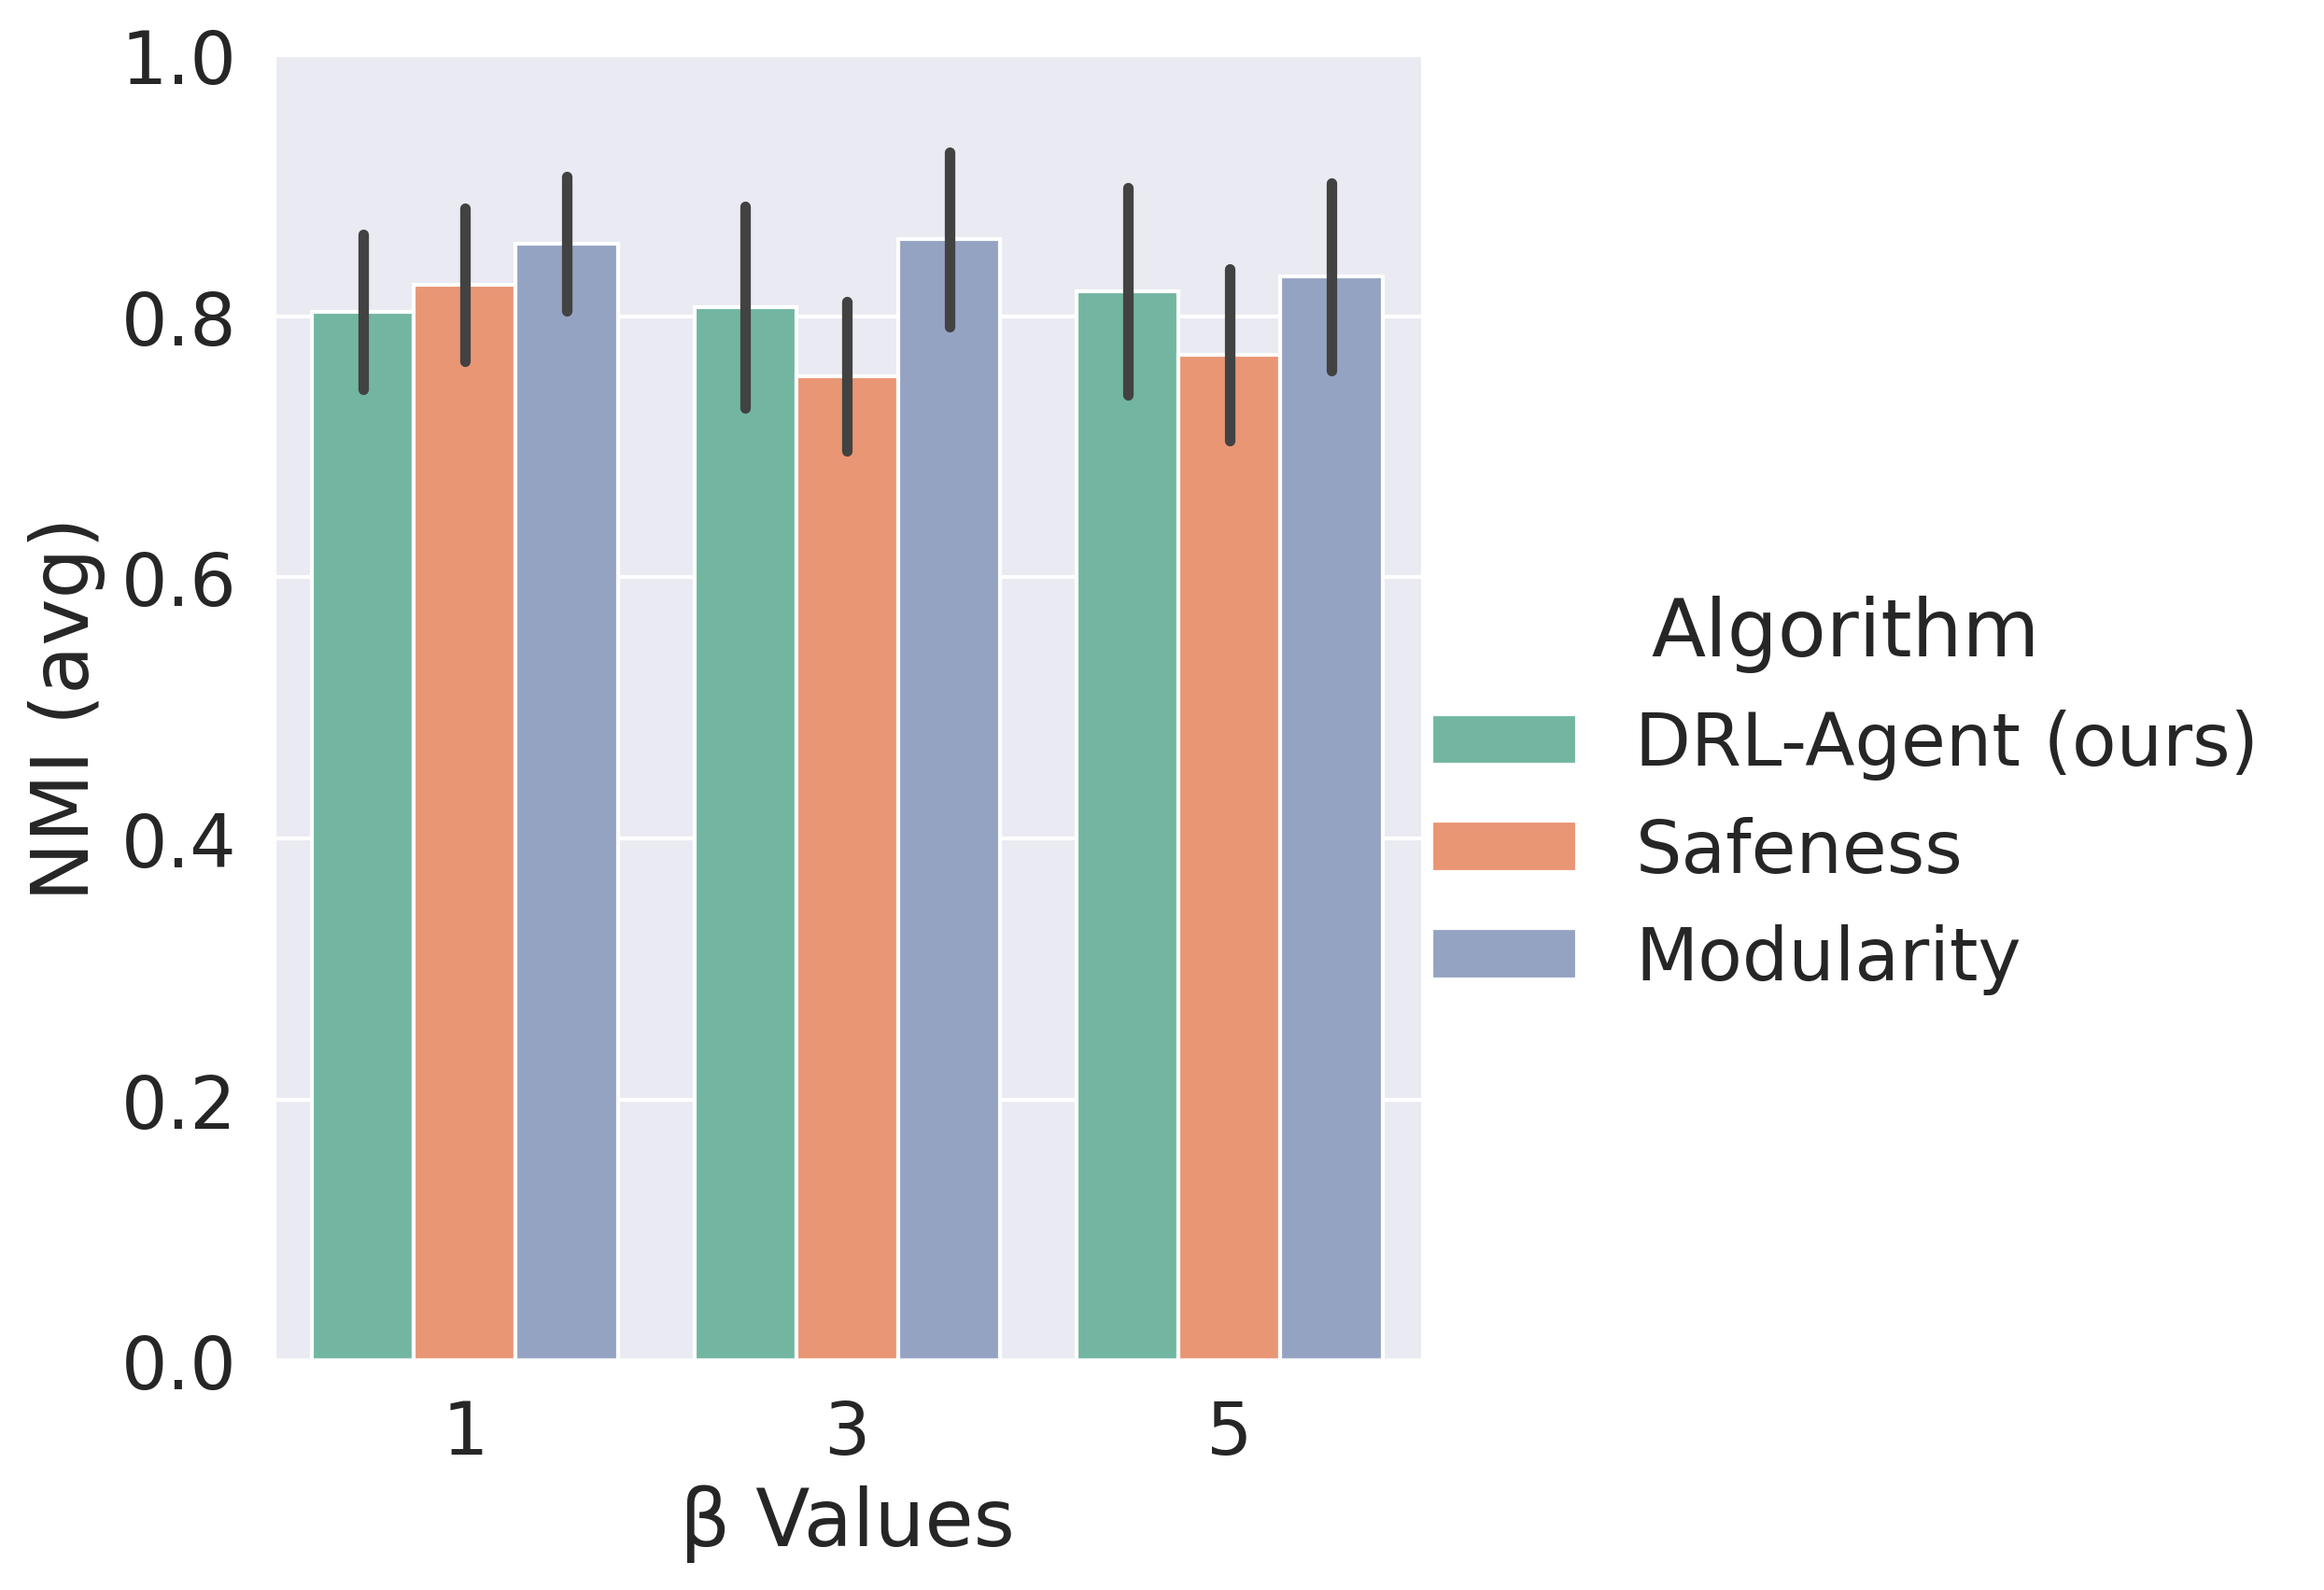 1.0
0.8
0.6
0.4
0.2
0.0
NMI (avg)
1 3 5
β Values
Algorithm
DRL-Agent (ours)
Safeness
Modularity